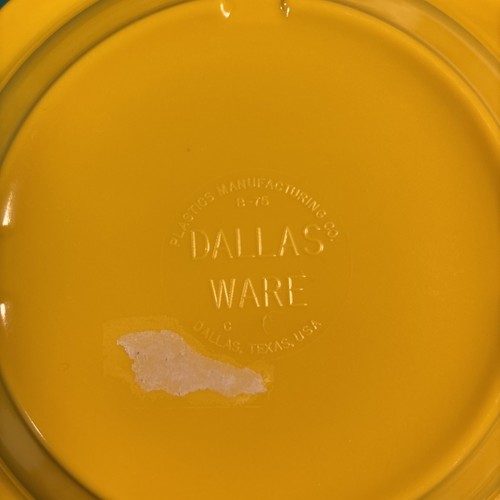 PLASTICS MANUFACTURING CO.
B-75
DALLAS
WARE
C
DALLAS, TEXAS, USA